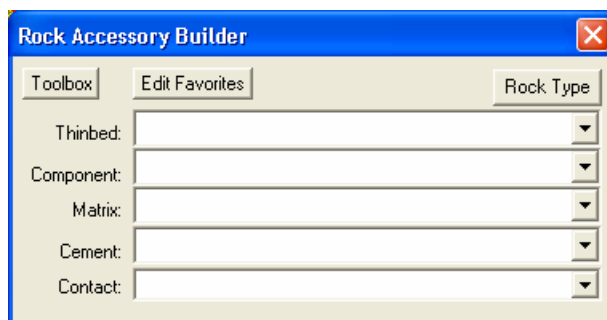 Rock Accessory Builder
Toolbox Edit Favorites Rock Type
Thinbed:
Component:
Matrix:
Cement:
Contact: